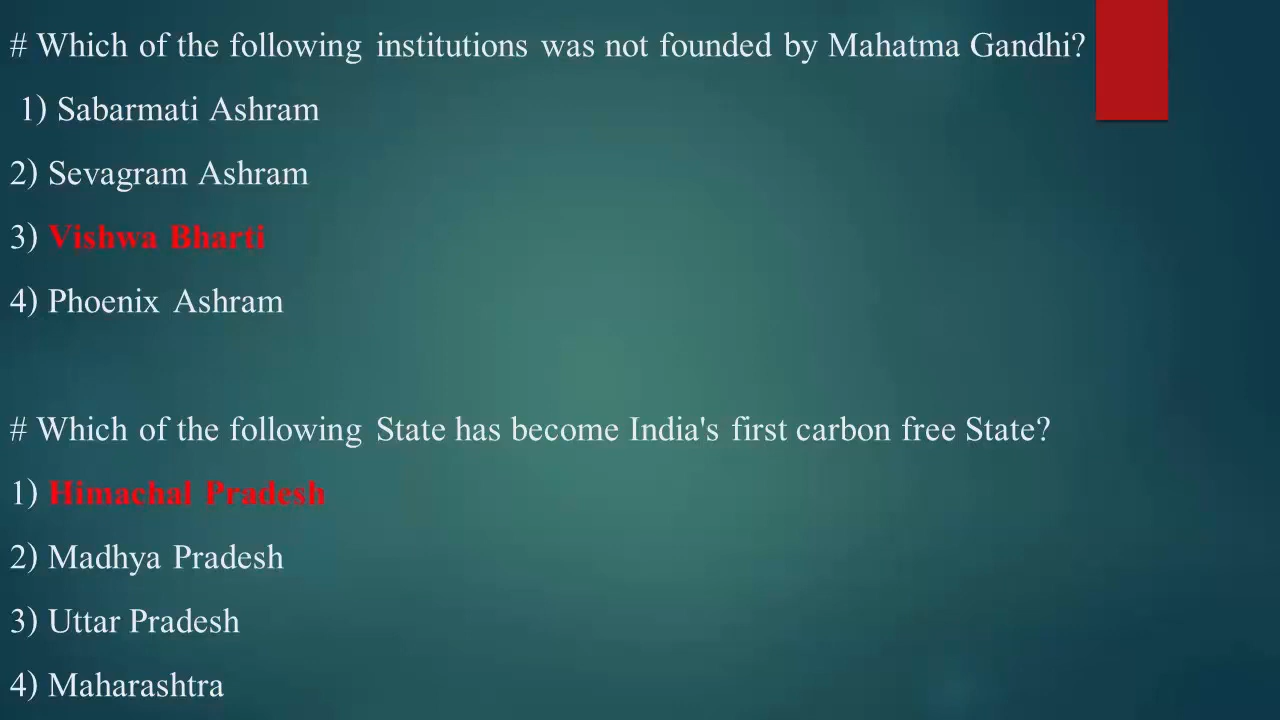 # Which of the following institutions was not founded by Mahatma Gandhi?
1) Sabarmati Ashram
2) Sevagram Ashram
3) Vishwa Bharti
4) Phoenix Ashram
# Which of the following State has become India's first carbon free State?
1) Himachal Pradesh
2) Madhya Pradesh
3) Uttar Pradesh
4) Maharashtra